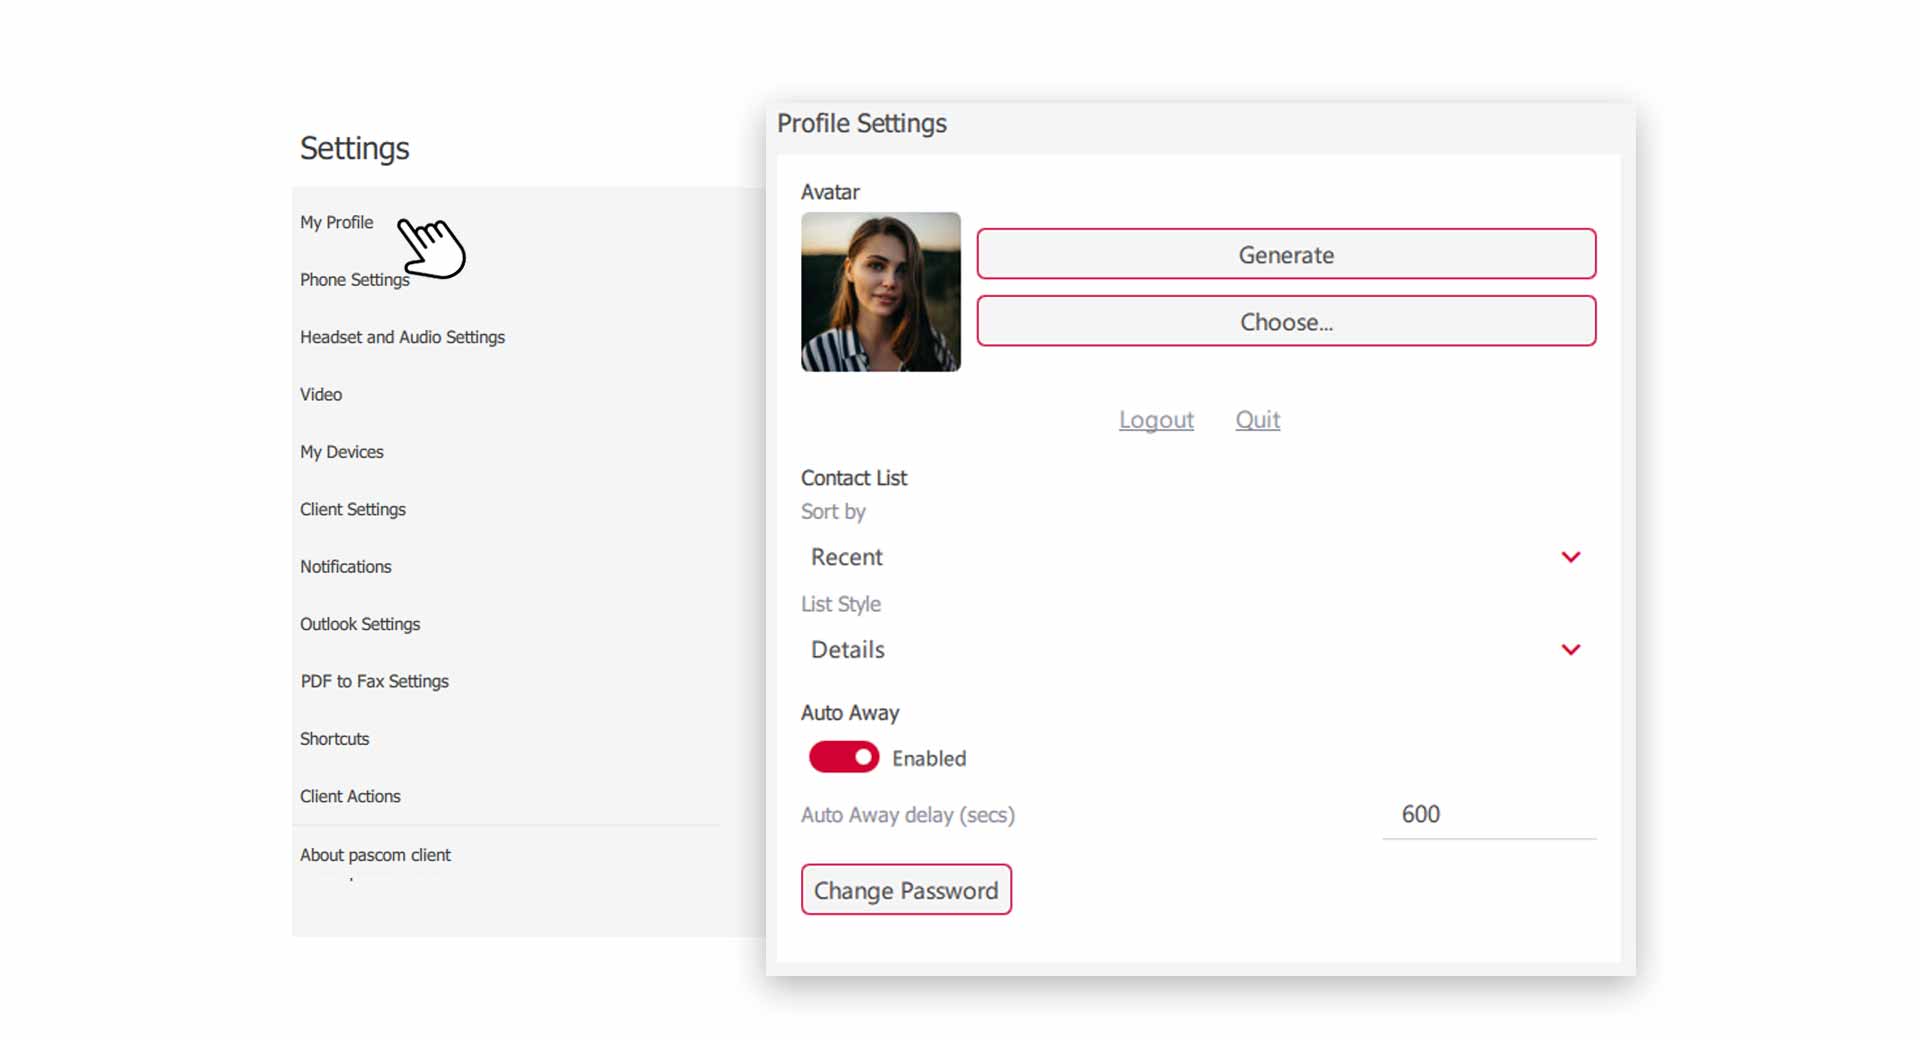 Settings
My Profile
Phone Settings
Headset and Audio Settings
Video
My Devices
Client Settings
Notifications
Outlook Settings
PDF to Fax Settings
Shortcuts
Client Actions
About pascom client
Profile Settings
Avatar
Generate
Choose...
Logout Quit
Contact List
Sort by
Recent
List Style
Details
Auto Away
Enabled
Auto Away delay (secs) 600
Change Password